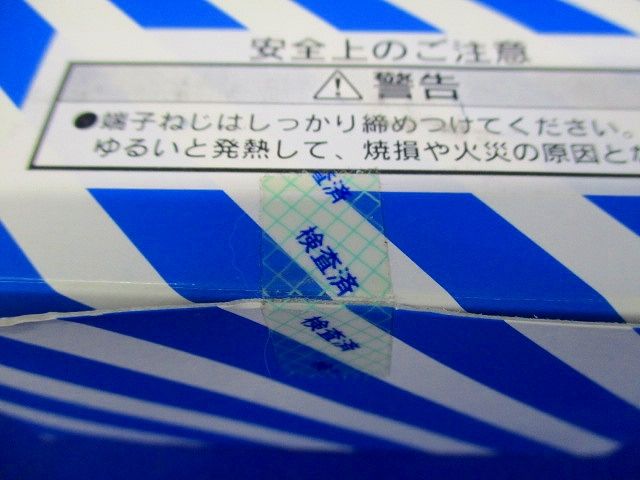 安全上のご注意
警告
●端子ねじはしっかり締めつけてください。
ゆるいと発熱して、焼損や火災の原因とな
査済
検査済
検査済